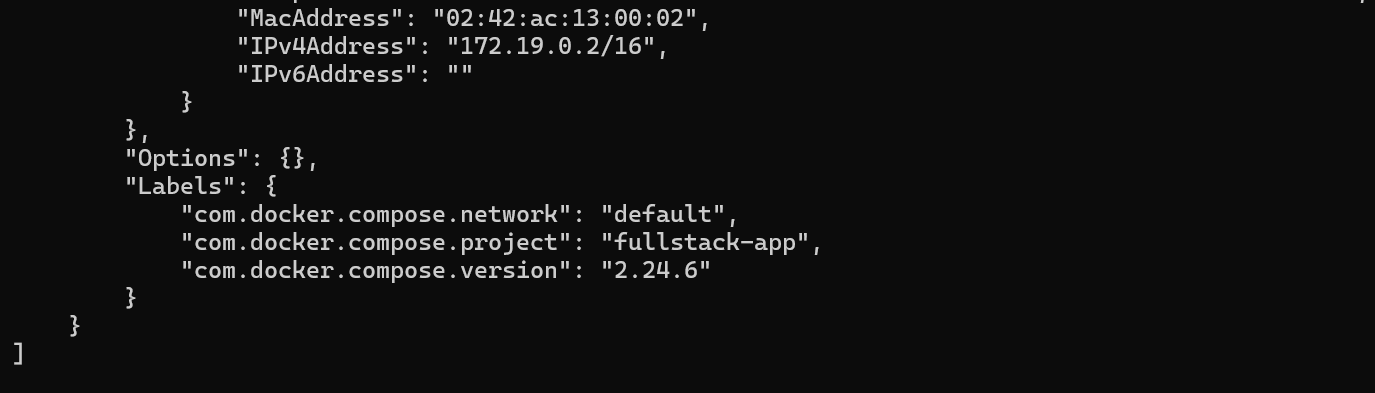 "MacAddress": "02:42:ac:13:00:02",
"IPv4Address": "172.19.0.2/16",
"IPv6Address": ""
}
},
"Options": {},
"Labels": {
"com.docker.compose.network": "default",
"com.docker.compose.project": "fullstack-app",
"com.docker.compose.version": "2.24.6"
}
}
]